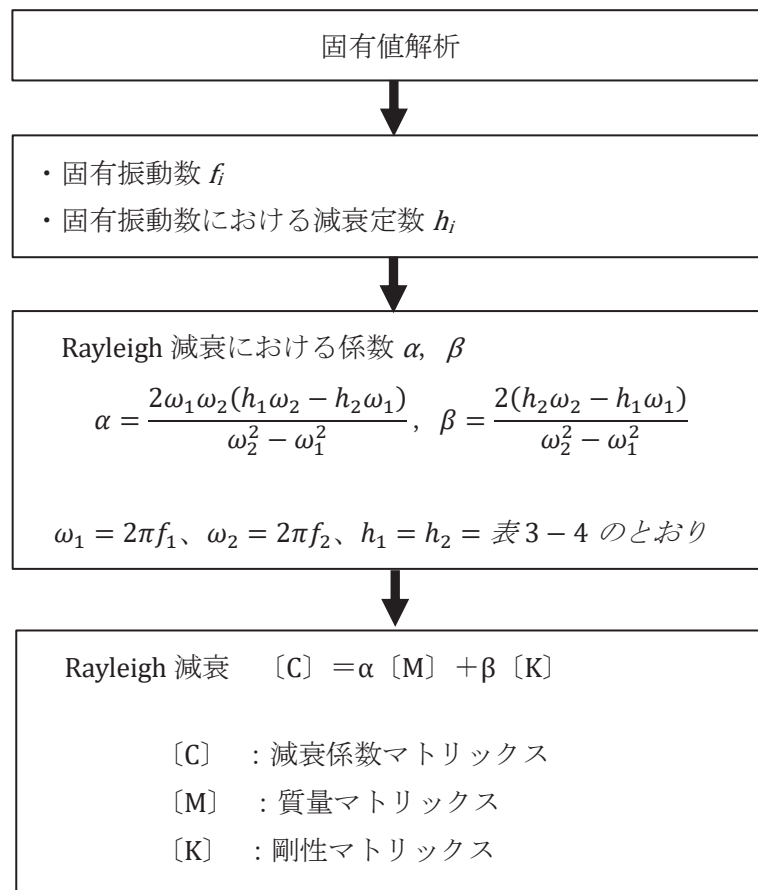 固有値解析
・固有振動数 fᵢ
・固有振動数における減衰定数 hᵢ
Rayleigh 減衰における係数 α, β
α = 2ω₁ω₂(h₁ω₂ − h₂ω₁) / ω₂² − ω₁² , β = 2(h₂ω₂ − h₁ω₁) / ω₂² − ω₁²
ω₁ = 2πf₁、ω₂ = 2πf₂、h₁ = h₂ = 表 3 − 4 のとおり
Rayleigh 減衰 〔C〕＝α〔M〕＋β〔K〕
〔C〕：減衰係数マトリックス
〔M〕：質量マトリックス
〔K〕：剛性マトリックス